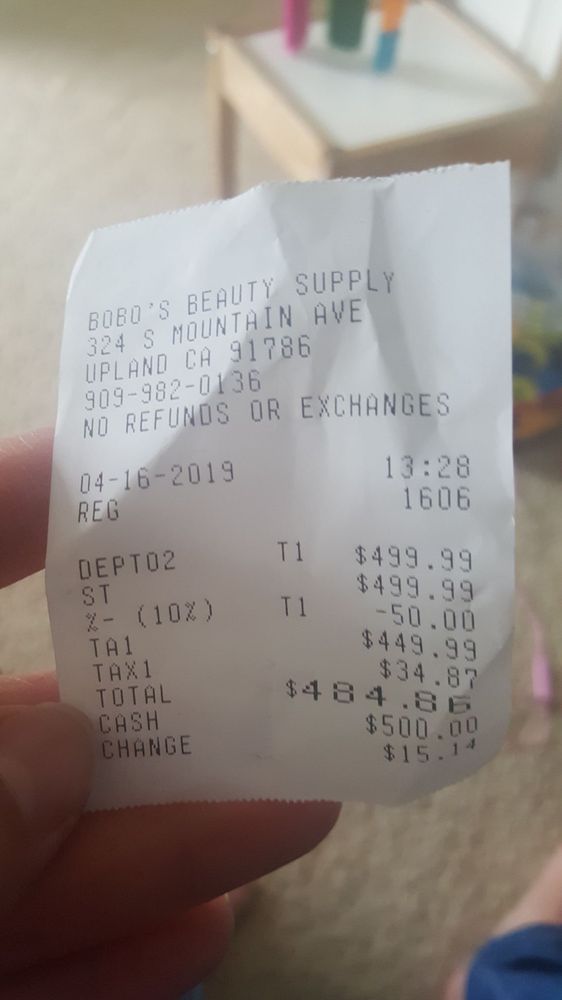 BOBO'S BEAUTY SUPPLY
324 S MOUNTAIN AVE
UPLAND CA 91786
909-982-0136
NO REFUNDS OR EXCHANGES
04-16-2019 13:28
REG 1606
DEPT02 T1 $499.99
ST $499.99
%- (10%) T1 -50.00
TA1 $449.99
TAX1 $34.87
TOTAL $484.86
CASH $500.00
CHANGE $15.14